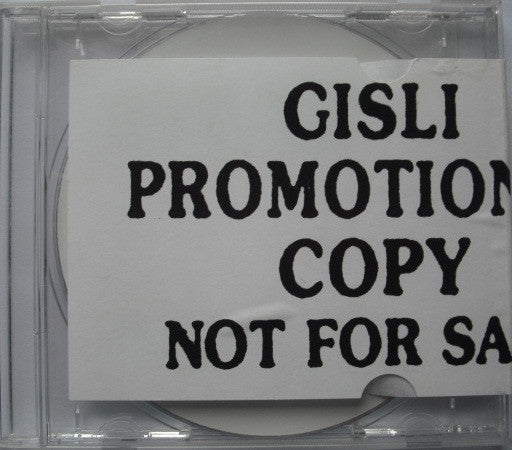 GISLI
PROMOTION
COPY
NOT FOR SA